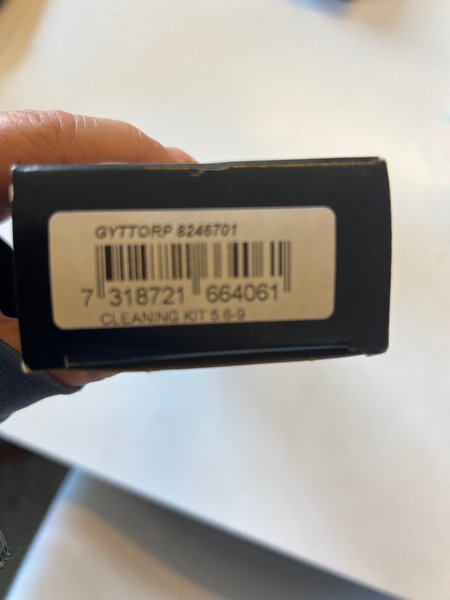 GYTTORP 8246701
7 318721 664061
CLEANING KIT 5.6-9